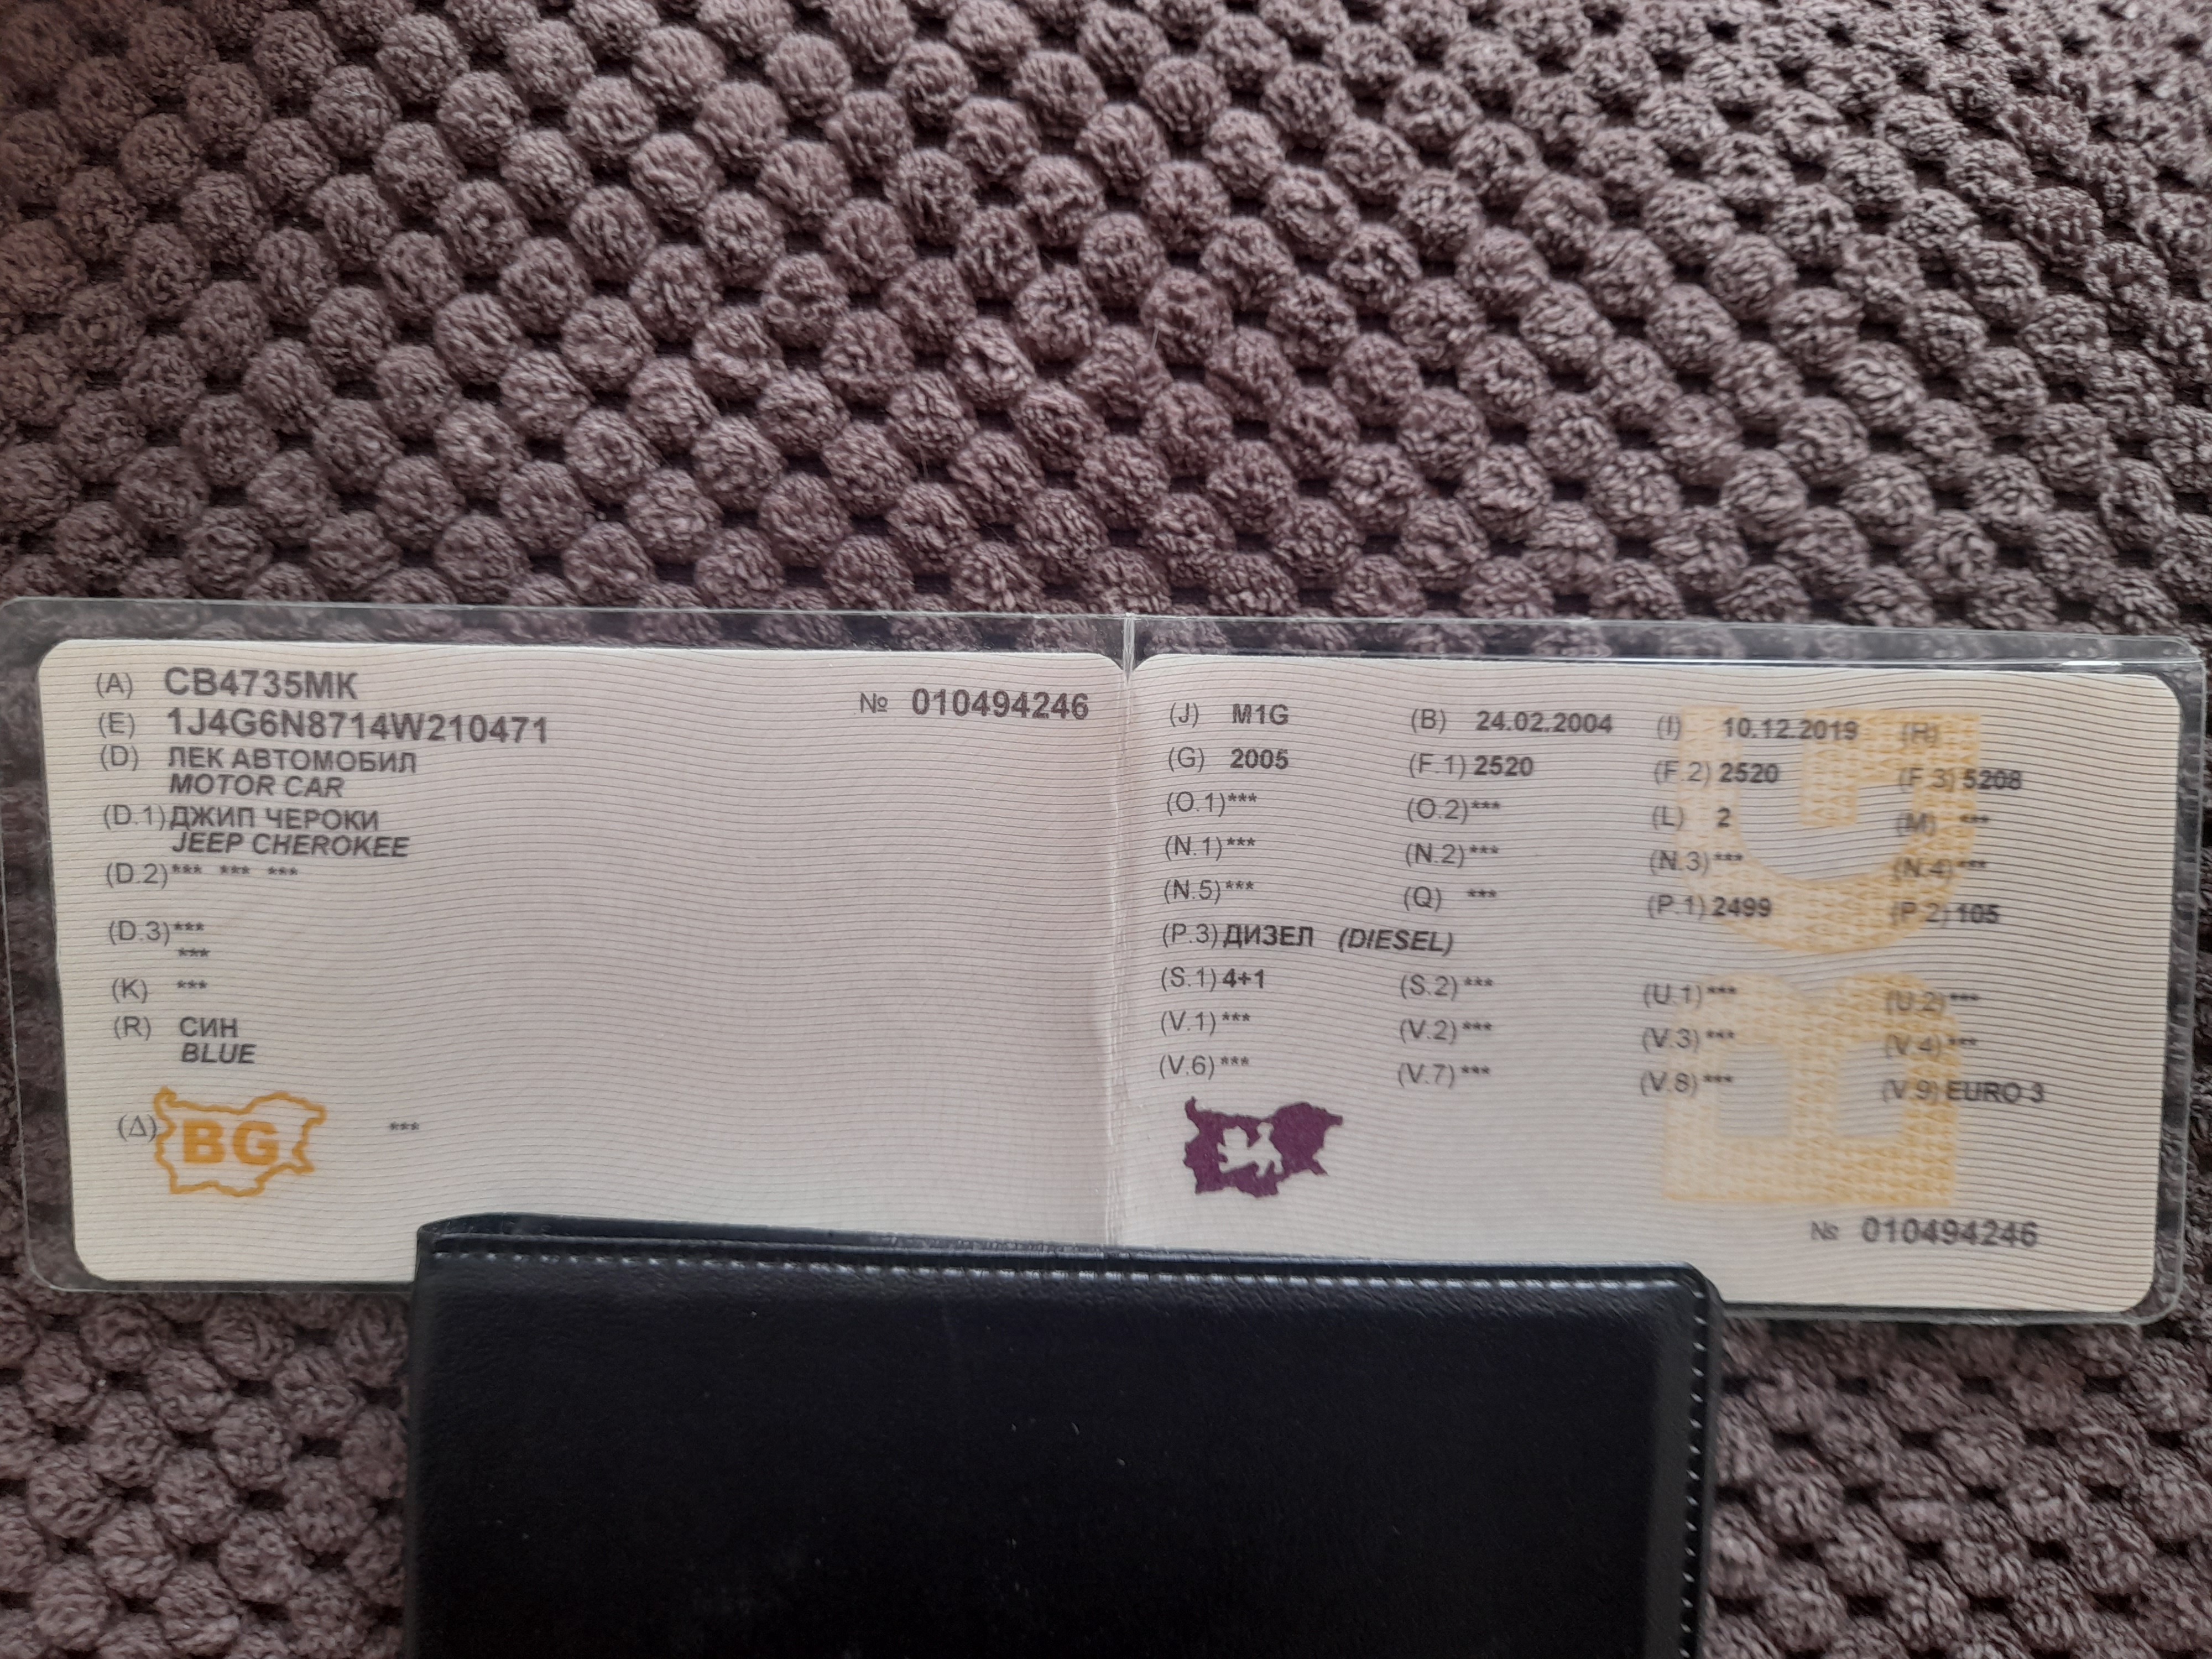 (A) CB4735MK
№ 010494246
(E) 1J4G6N8714W210471
(D) ЛЕК АВТОМОБИЛ
MOTOR CAR
(D.1) ДЖИП ЧЕРОКИ
JEEP CHEROKEE
(D.2) *** *** ***
(D.3) ***
***
(K) ***
(R) СИН
BLUE
(Δ) BG ***
(J) M1G (B) 24.02.2004 (I) 10.12.2019 (H)
(G) 2005 (F.1) 2520 (F.2) 2520 (F.3) 5208
(O.1) *** (O.2) *** (L) 2 (M) ***
(N.1) *** (N.2) *** (N.3) *** (N.4) ***
(N.5) *** (Q) *** (P.1) 2499 (P.2) 105
(P.3) ДИЗЕЛ (DIESEL)
(S.1) 4+1 (S.2) *** (U.1) *** (U.2) ***
(V.1) *** (V.2) *** (V.3) *** (V.4) ***
(V.6) *** (V.7) *** (V.8) *** (V.9) EURO 3
BG
№ 010494246